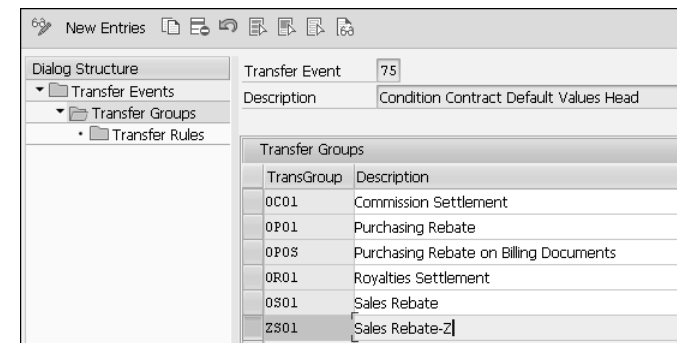 New Entries
Dialog Structure
Transfer Events
Transfer Groups
Transfer Rules
Transfer Event 75
Description Condition Contract Default Values Head
Transfer Groups
TransGroup Description
0C01 Commission Settlement
0P01 Purchasing Rebate
0P0S Purchasing Rebate on Billing Documents
0R01 Royalties Settlement
0S01 Sales Rebate
ZS01 Sales Rebate-Z